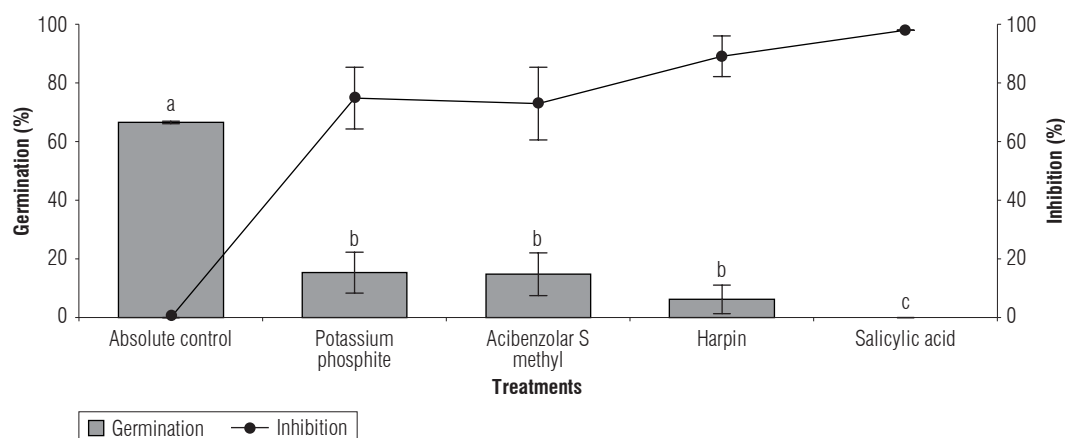 100
80
60
40
20
0
Germination (%)
a
b
b
b
c
100
80
60
40
20
0
Inhibition (%)
Absolute control
Potassium
phosphite
Acibenzolar S
methyl
Harpin
Salicylic acid
Treatments
Germination
Inhibition